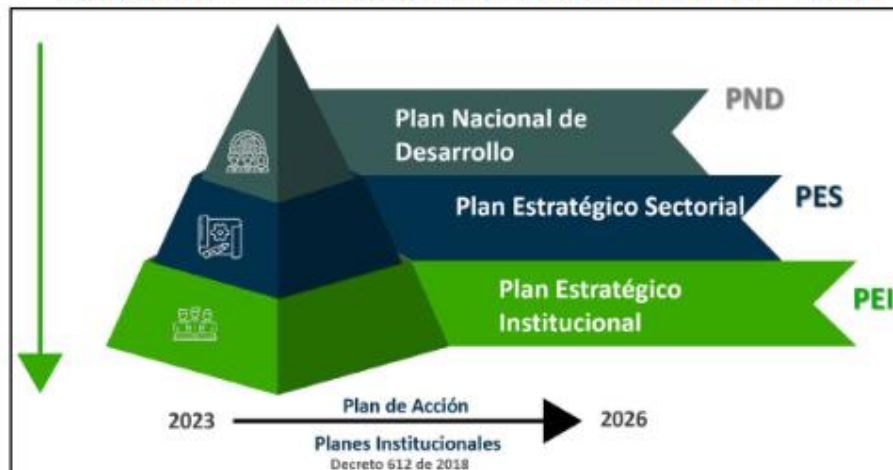 Plan Nacional de
Desarrollo
PND
Plan Estratégico Sectorial
PES
Plan Estratégico
Institucional
PEI
2023
Plan de Acción
2026
Planes Institucionales
Decreto 612 de 2018